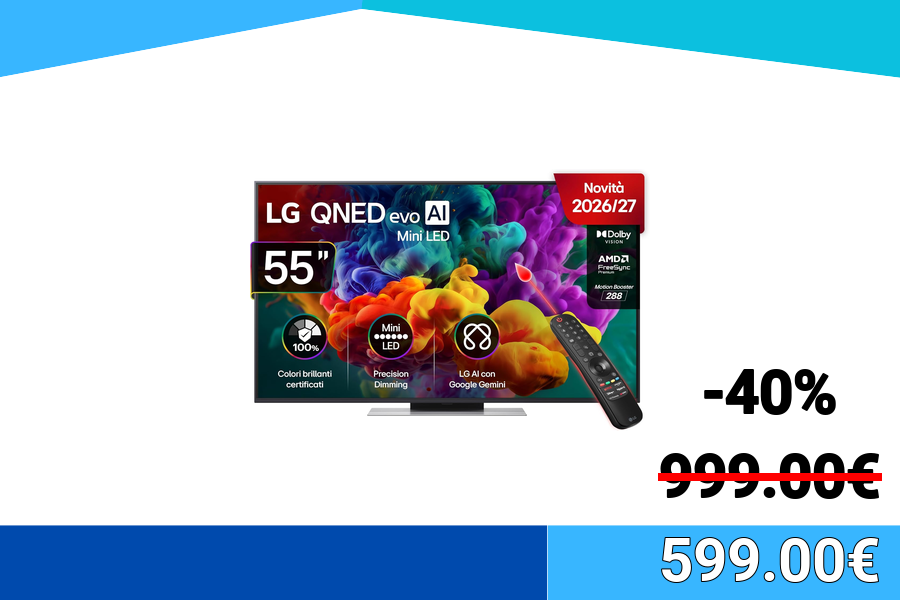 LG QNED evo AI
Mini LED
55”
Novità
2026/27
Dolby
VISION
AMD
FreeSync
Premium
Motion Booster
288
100%
Mini
LED
Colori brillanti
certificati
Precision
Dimming
LG AI con
Google Gemini
-40%
999.00€
599.00€